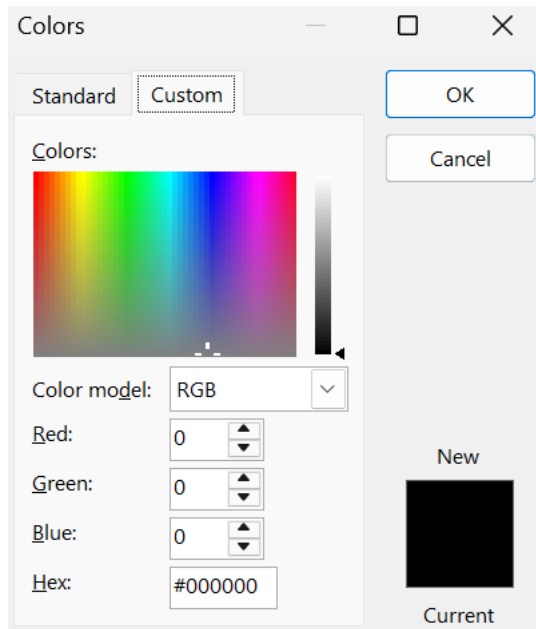 Colors
Standard Custom
OK
Cancel
Colors:
Color model: RGB
Red: 0
Green: 0
Blue: 0
Hex: #000000
New
Current